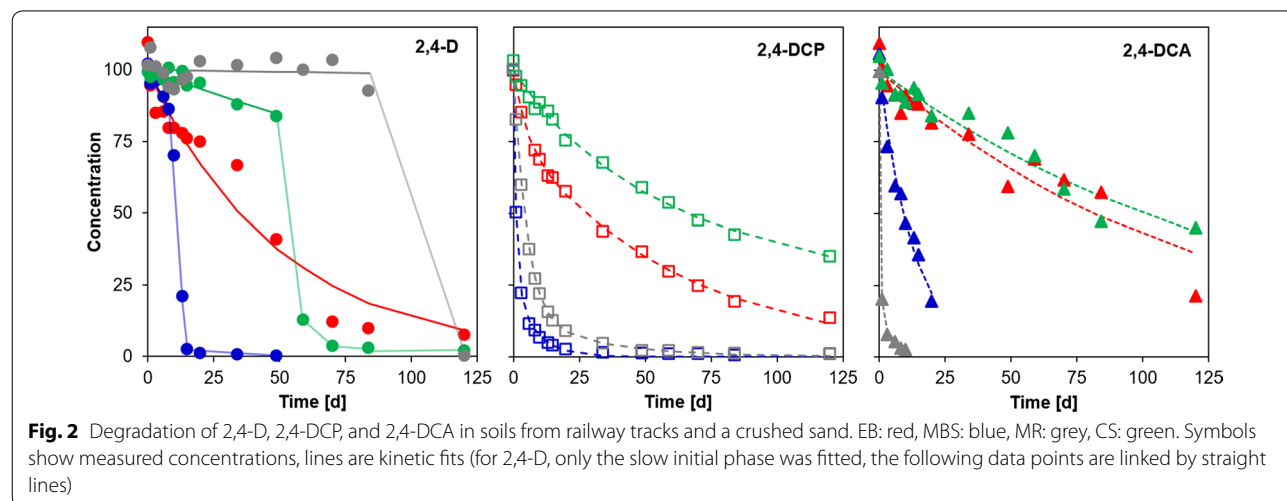 2,4-D
2,4-DCP
2,4-DCA
Concentration
100
75
50
25
0
0 25 50 75 100 125
0 25 50 75 100 125
0 25 50 75 100 125
Time [d]
Time [d]
Time [d]
Fig. 2 Degradation of 2,4-D, 2,4-DCP, and 2,4-DCA in soils from railway tracks and a crushed sand. EB: red, MBS: blue, MR: grey, CS: green. Symbols
show measured concentrations, lines are kinetic fits (for 2,4-D, only the slow initial phase was fitted, the following data points are linked by straight
lines)